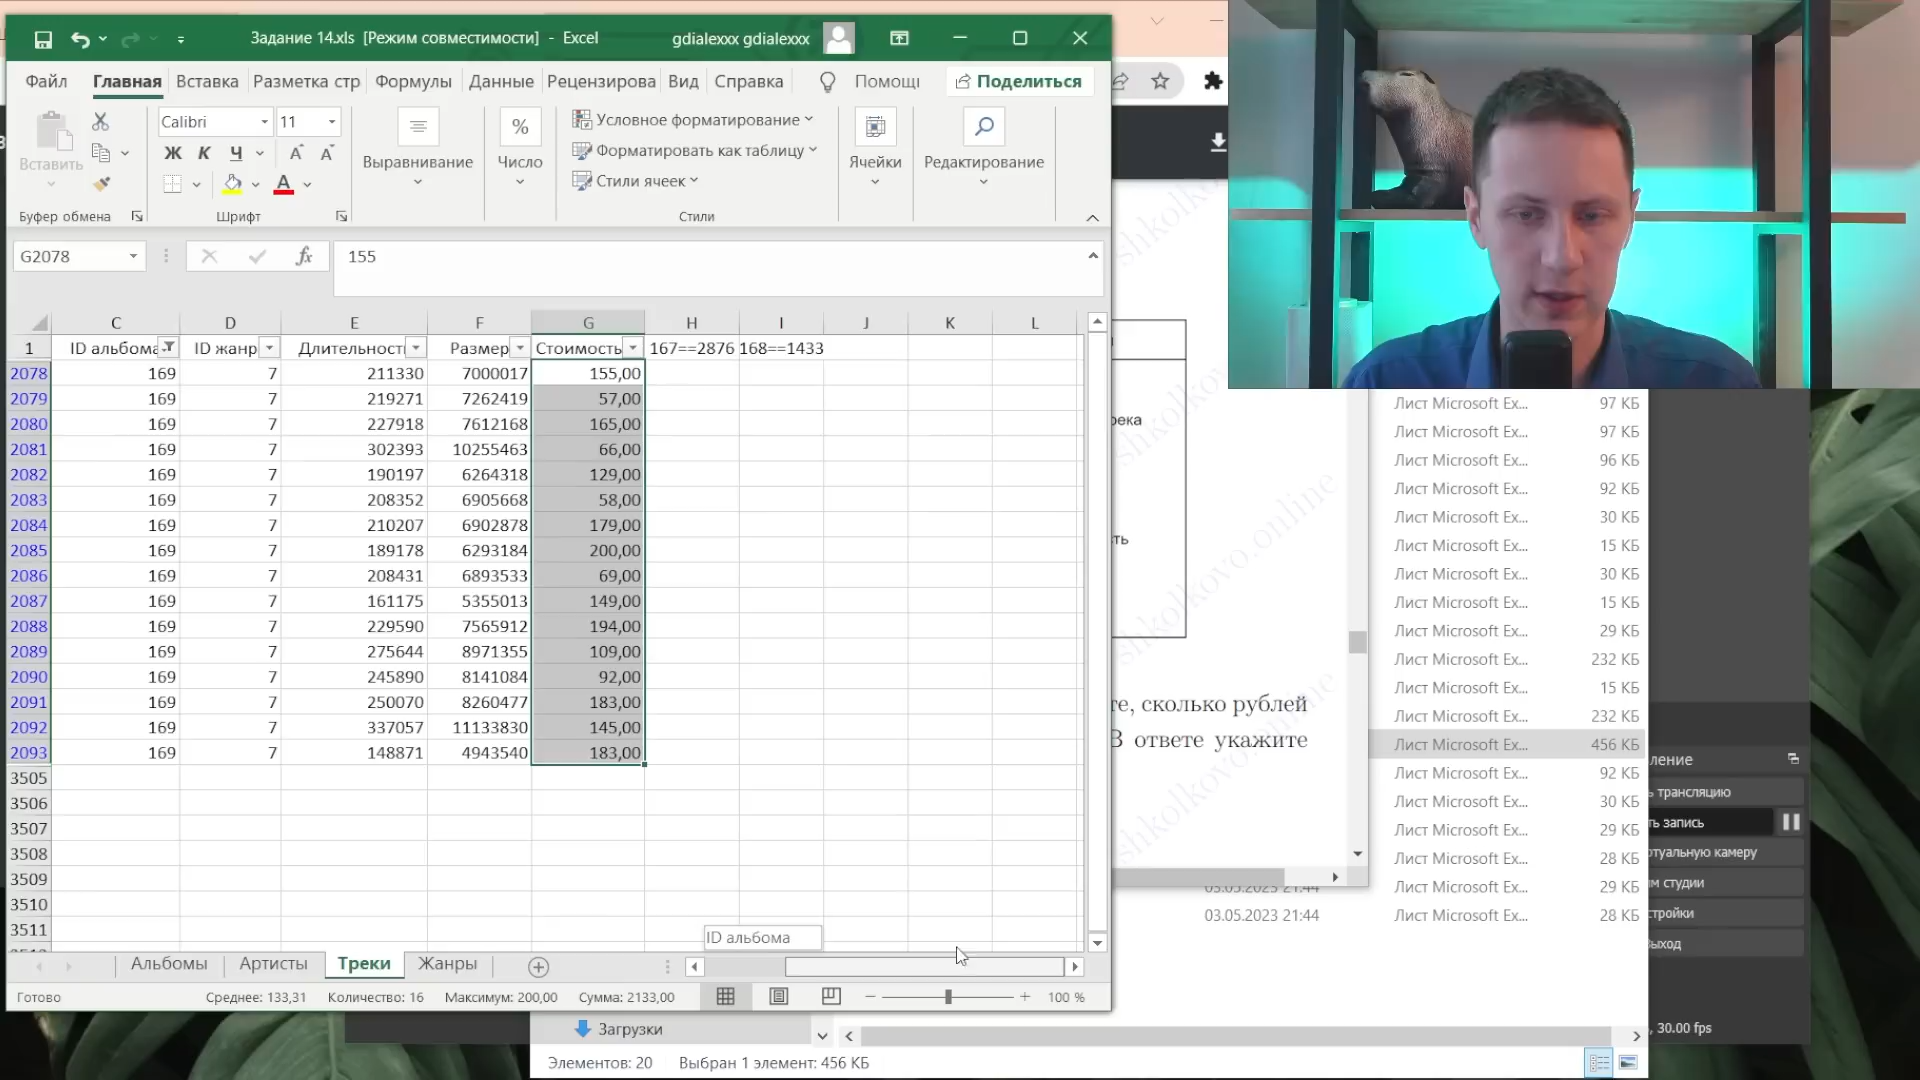 Задание 14.xls [Режим совместимости] - Excel
gdialexxx gdialexxx
Файл Главная Вставка Разметка стр Формулы Данные Рецензирова Вид Справка Помощı Поделиться
Вставить
Буфер обмена
Calibri 11
Ж К Ч
Шрифт
Выравнивание
Число
Условное форматирование
Форматировать как таблицу
Стили ячеек
Стили
Ячейки
Редактирование
G2078 fx 155
C D E F G H I J K L
1 ID альбома ID жанр Длительност Размер Стоимость 167==2876 168==1433
2078 169 7 211330 7000017 155,00
2079 169 7 219271 7262419 57,00
2080 169 7 227918 7612168 165,00
2081 169 7 302393 10255463 66,00
2082 169 7 190197 6264318 129,00
2083 169 7 208352 6905668 58,00
2084 169 7 210207 6902878 179,00
2085 169 7 189178 6293184 200,00
2086 169 7 208431 6893533 69,00
2087 169 7 161175 5355013 149,00
2088 169 7 229590 7565912 194,00
2089 169 7 275644 8971355 109,00
2090 169 7 245890 8141084 92,00
2091 169 7 250070 8260477 183,00
2092 169 7 337057 11133830 145,00
2093 169 7 148871 4943540 183,00
3505
3506
3507
3508
3509
3510
3511
ID альбома
Альбомы Артисты Треки Жанры
Готово Среднее: 133,31 Количество: 16 Максимум: 200,00 Сумма: 2133,00 100 %
река
ть
те, сколько рублей
В ответе укажите
shkolkovo.online
Лист Microsoft Ex... 97 КБ
Лист Microsoft Ex... 97 КБ
Лист Microsoft Ex... 96 КБ
Лист Microsoft Ex... 92 КБ
Лист Microsoft Ex... 30 КБ
Лист Microsoft Ex... 15 КБ
Лист Microsoft Ex... 30 КБ
Лист Microsoft Ex... 15 КБ
Лист Microsoft Ex... 29 КБ
Лист Microsoft Ex... 232 КБ
Лист Microsoft Ex... 15 КБ
Лист Microsoft Ex... 232 КБ
Лист Microsoft Ex... 456 КБ
Лист Microsoft Ex... 92 КБ
Лист Microsoft Ex... 30 КБ
Лист Microsoft Ex... 29 КБ
Лист Microsoft Ex... 28 КБ
03.05.2023 21:44 Лист Microsoft Ex... 29 КБ
03.05.2023 21:44 Лист Microsoft Ex... 28 КБ
ление
ь трансляцию
ть запись
ртуальную камеру
м студии
стройки
Выход
, 30.00 fps
Загрузки
Элементов: 20 Выбран 1 элемент: 456 КБ